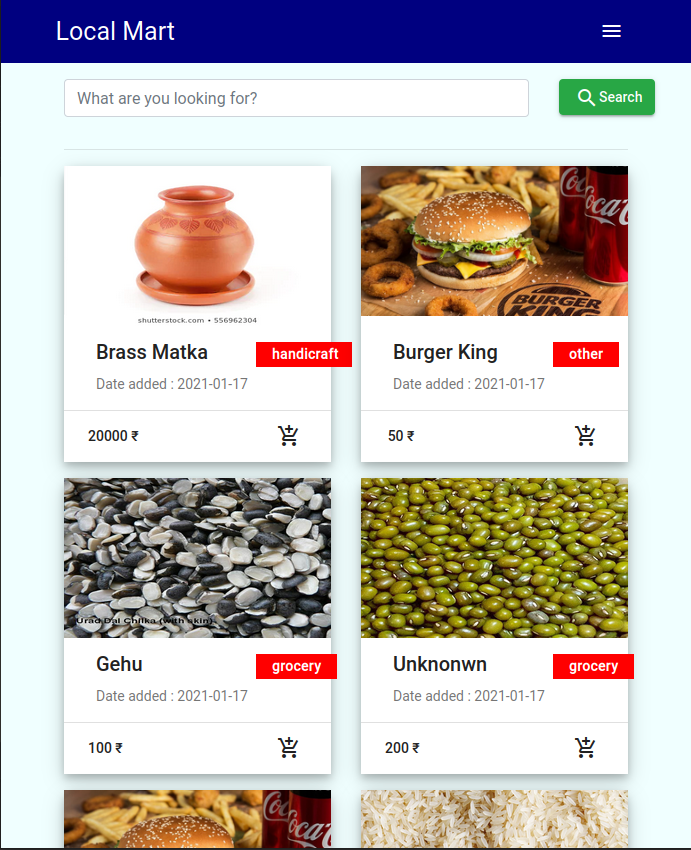 Local Mart
What are you looking for?
Search
shutterstock.com • 556962304
Coca
Coca
BURGER
KING
Brass Matka
handicraft
Burger King
other
Date added : 2021-01-17
Date added : 2021-01-17
20000 ₹
50 ₹
Urad Dal Chilka (with skin)
Gehu
grocery
Unknonwn
grocery
Date added : 2021-01-17
Date added : 2021-01-17
100 ₹
200 ₹
Coca